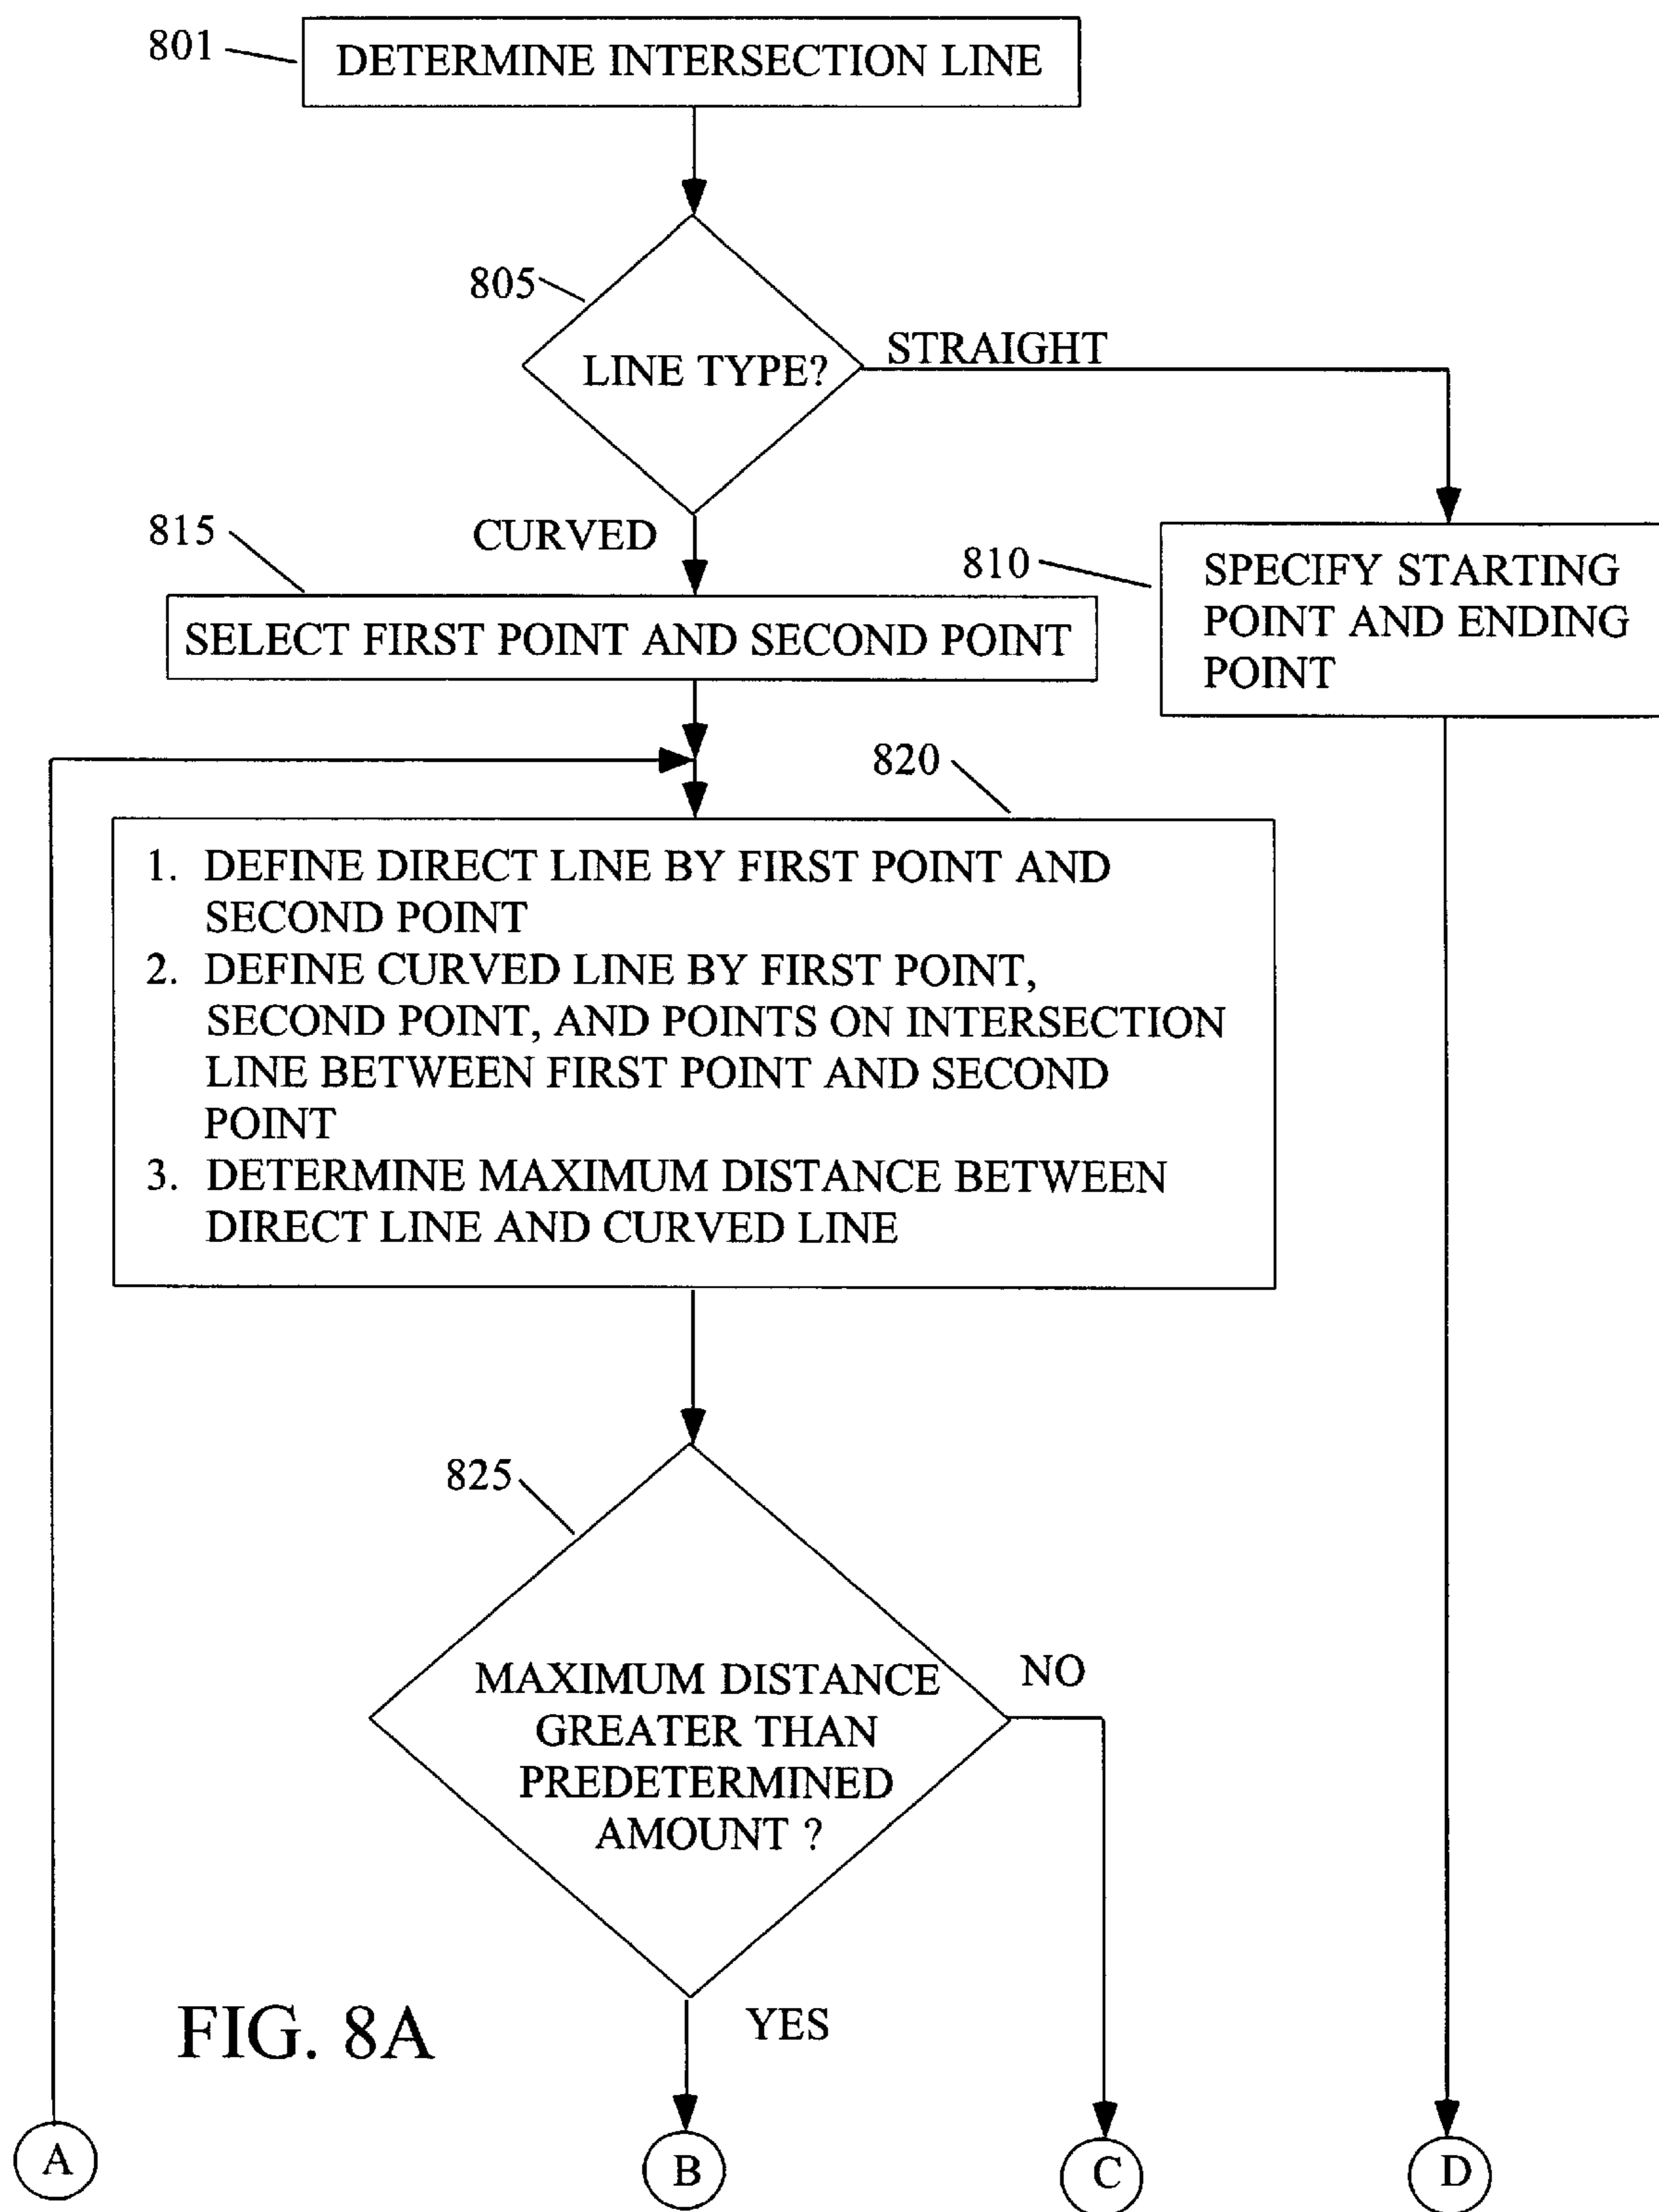 801
DETERMINE INTERSECTION LINE
805
LINE TYPE?
STRAIGHT
CURVED
815
SELECT FIRST POINT AND SECOND POINT
810
SPECIFY STARTING
POINT AND ENDING
POINT
820
1. DEFINE DIRECT LINE BY FIRST POINT AND
SECOND POINT
2. DEFINE CURVED LINE BY FIRST POINT,
SECOND POINT, AND POINTS ON INTERSECTION
LINE BETWEEN FIRST POINT AND SECOND
POINT
3. DETERMINE MAXIMUM DISTANCE BETWEEN
DIRECT LINE AND CURVED LINE
825
MAXIMUM DISTANCE
GREATER THAN
PREDETERMINED
AMOUNT ?
NO
YES
FIG. 8A
A
B
C
D